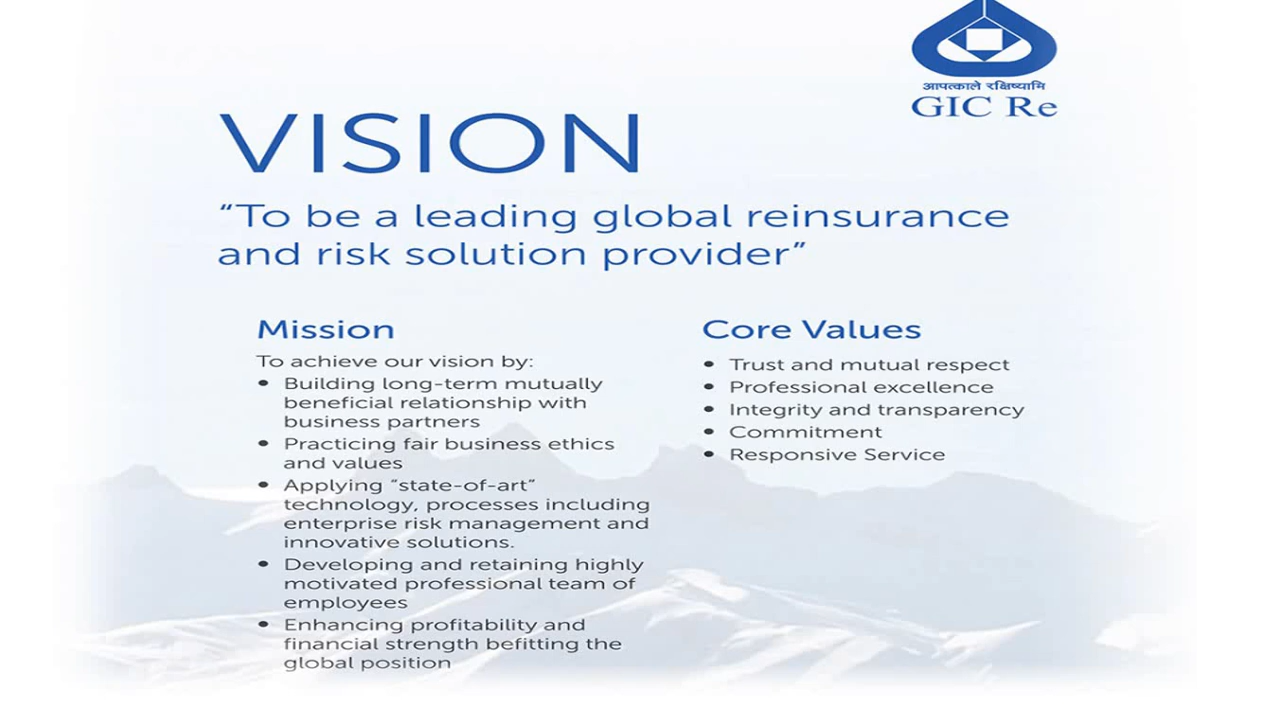 आपत्काले रक्षिष्यामि
GIC Re
VISION
“To be a leading global reinsurance
and risk solution provider”
Mission
To achieve our vision by:
• Building long-term mutually
beneficial relationship with
business partners
• Practicing fair business ethics
and values
• Applying “state-of-art”
technology, processes including
enterprise risk management and
innovative solutions.
• Developing and retaining highly
motivated professional team of
employees
• Enhancing profitability and
financial strength befitting the
global position
Core Values
• Trust and mutual respect
• Professional excellence
• Integrity and transparency
• Commitment
• Responsive Service